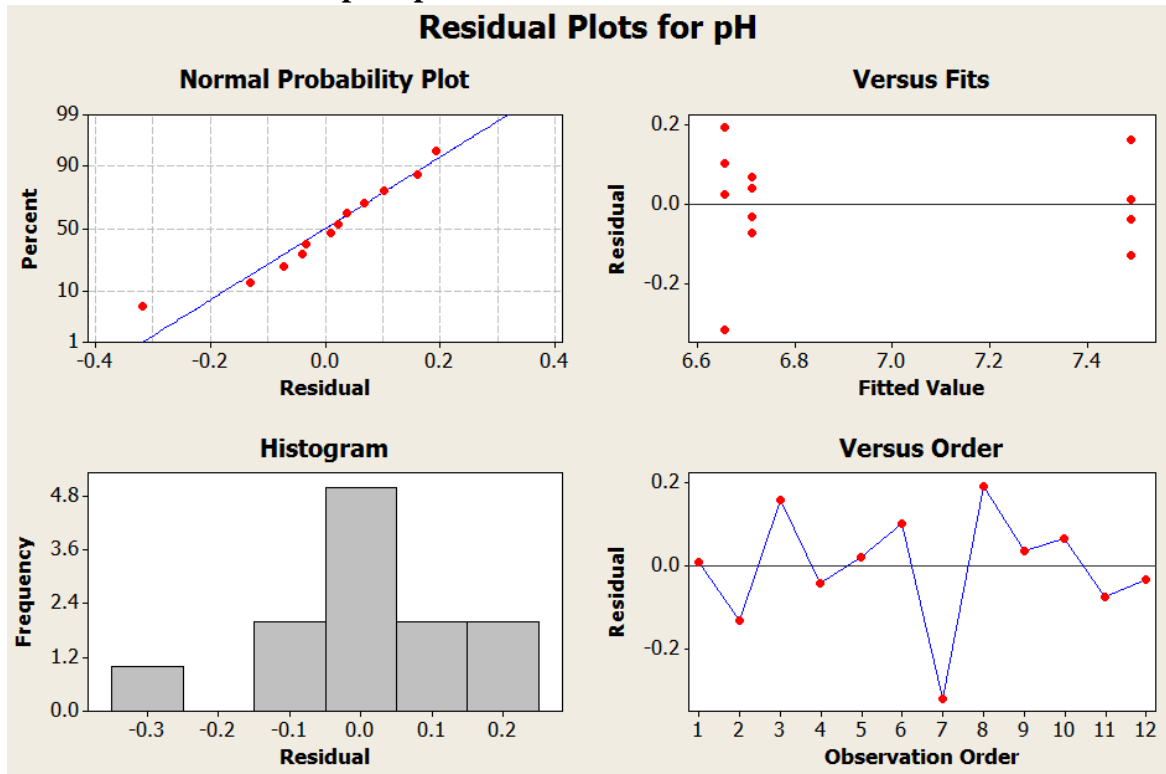 Residual Plots for pH
Normal Probability Plot
99
90
50
10
1
Percent
-0.4 -0.2 0.0 0.2 0.4
Residual
Versus Fits
0.2
0.0
-0.2
Residual
6.6 6.8 7.0 7.2 7.4
Fitted Value
Histogram
4.8
3.6
2.4
1.2
0.0
Frequency
-0.3 -0.2 -0.1 0.0 0.1 0.2
Residual
Versus Order
0.2
0.0
-0.2
Residual
1 2 3 4 5 6 7 8 9 10 11 12
Observation Order